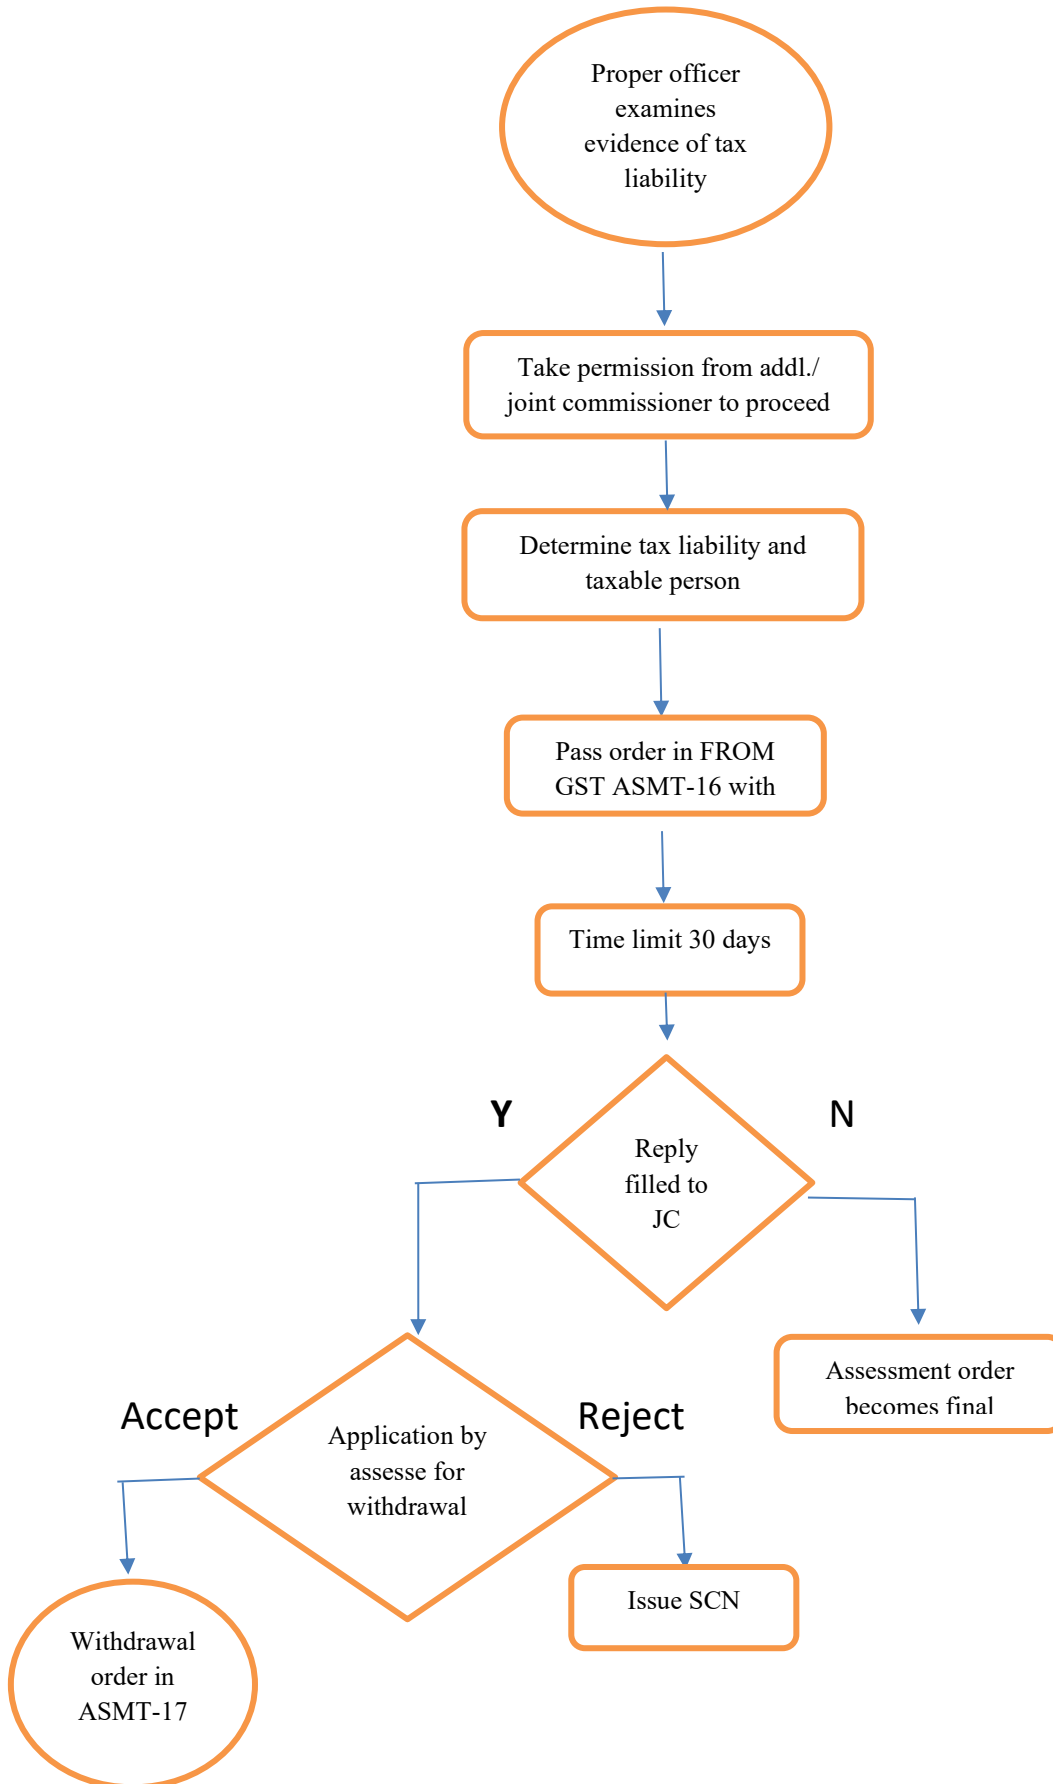 Proper officer
examines
evidence of tax
liability
Take permission from addl./
joint commissioner to proceed
Determine tax liability and
taxable person
Pass order in FROM
GST ASMT-16 with
Time limit 30 days
Y
N
Reply
filled to
JC
Assessment order
becomes final
Accept
Reject
Application by
assesse for
withdrawal
Issue SCN
Withdrawal
order in
ASMT-17